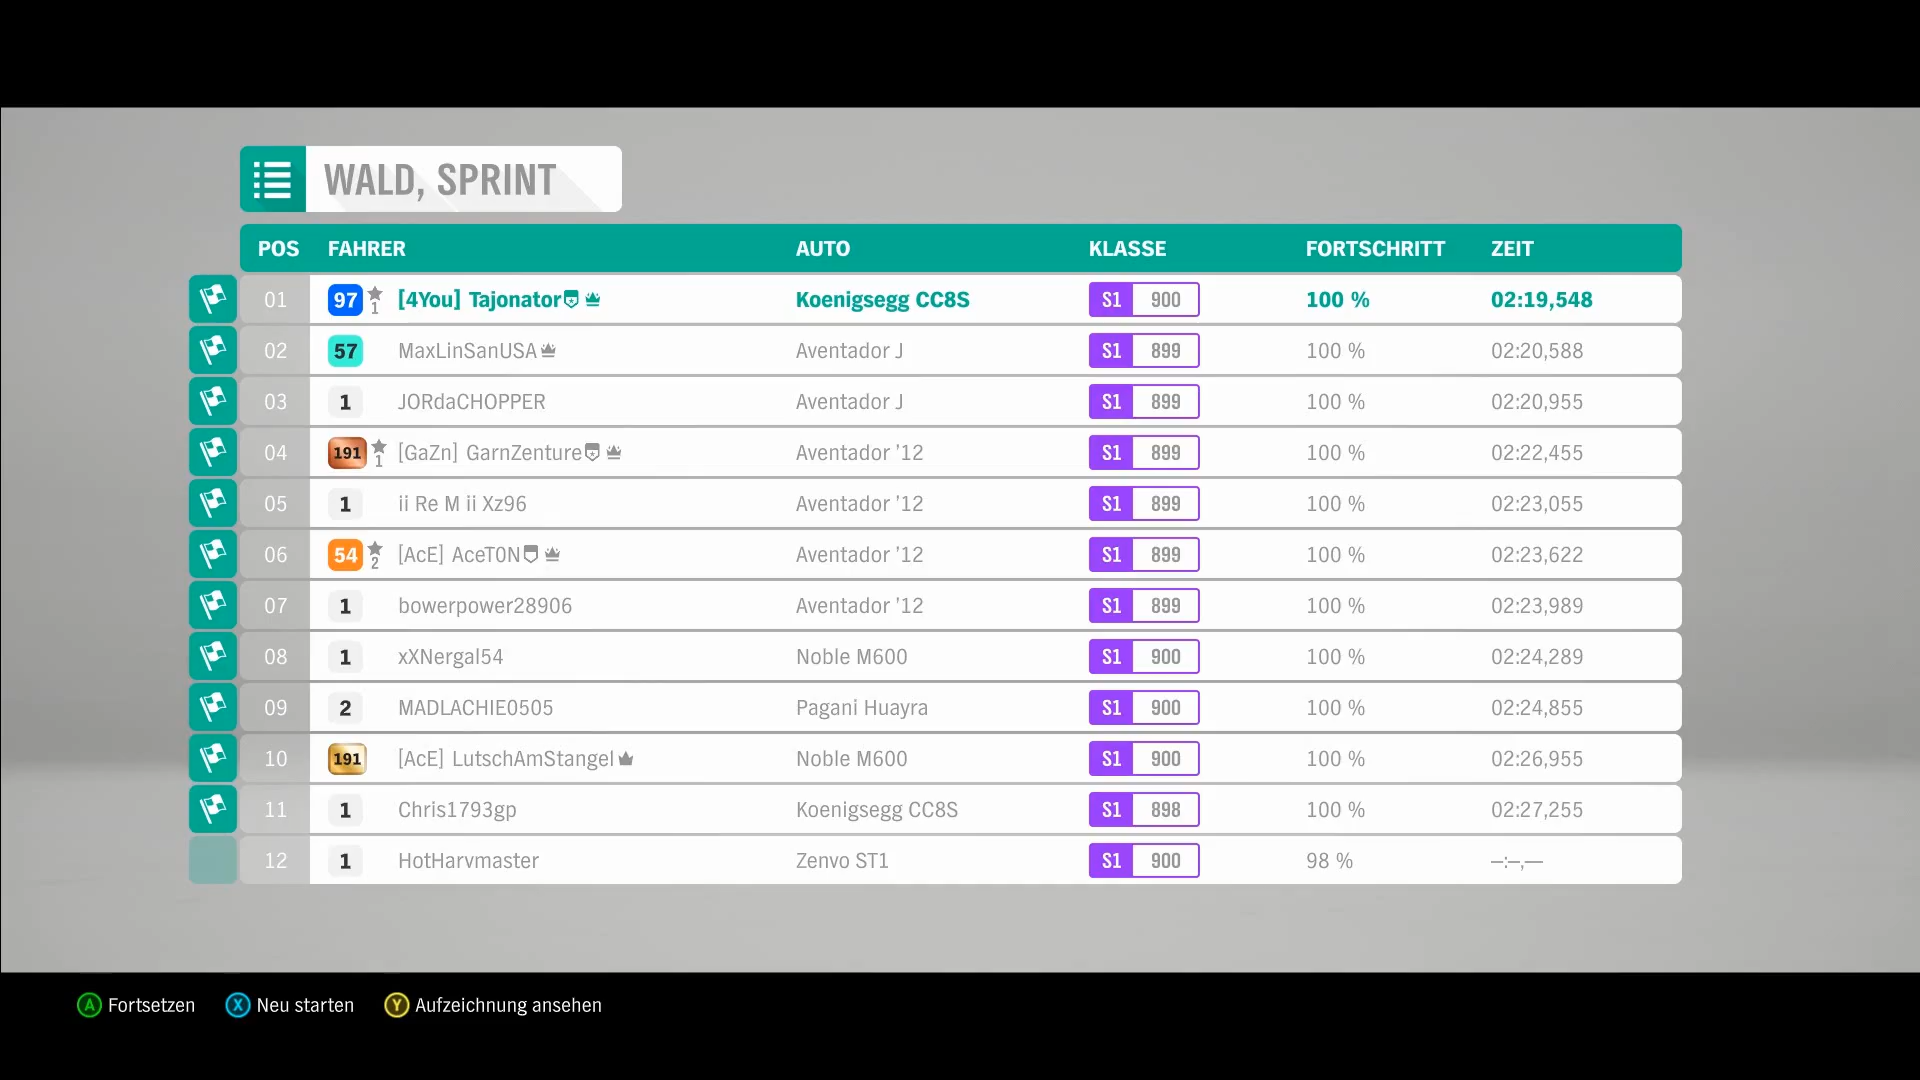 WALD, SPRINT
POS FAHRER AUTO KLASSE FORTSCHRITT ZEIT
01 97 1 [4You] Tajonator Koenigsegg CC8S S1 900 100 % 02:19,548
02 57 MaxLinSanUSA Aventador J S1 899 100 % 02:20,588
03 1 JORdaCHOPPER Aventador J S1 899 100 % 02:20,955
04 191 1 [GaZn] GarnZenture Aventador '12 S1 899 100 % 02:22,455
05 1 ii Re M ii Xz96 Aventador '12 S1 899 100 % 02:23,055
06 54 2 [AcE] AceT0N Aventador '12 S1 899 100 % 02:23,622
07 1 bowerpower28906 Aventador '12 S1 899 100 % 02:23,989
08 1 xXNergal54 Noble M600 S1 900 100 % 02:24,289
09 2 MADLACHIE0505 Pagani Huayra S1 900 100 % 02:24,855
10 191 [AcE] LutschAmStangel Noble M600 S1 900 100 % 02:26,955
11 1 Chris1793gp Koenigsegg CC8S S1 898 100 % 02:27,255
12 1 HotHarvmaster Zenvo ST1 S1 900 98 % –:–,—
A Fortsetzen X Neu starten Y Aufzeichnung ansehen